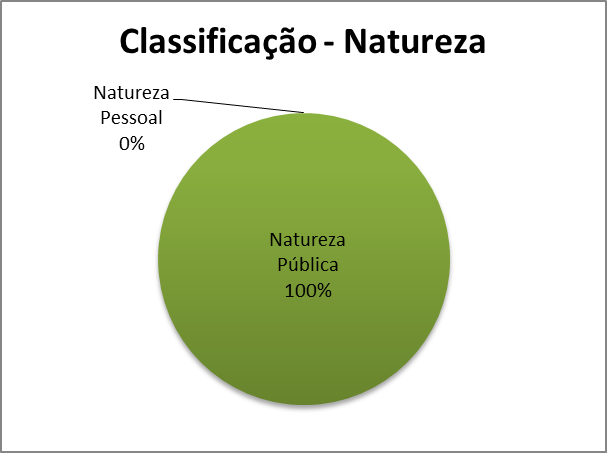 Classificação - Natureza
Natureza
Pessoal
0%
Natureza
Pública
100%